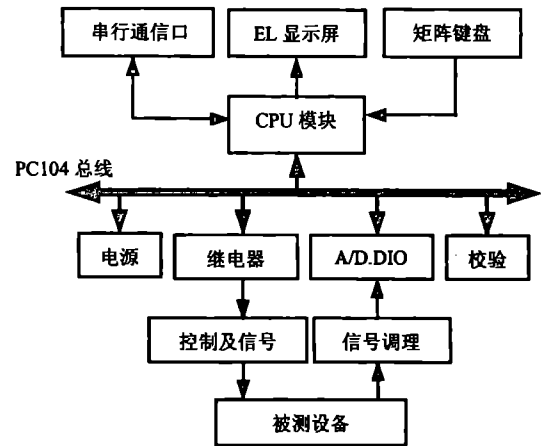 串行通信口
EL 显示屏
矩阵键盘
CPU 模块
PC104 总线
电源
继电器
A/D.DIO
校验
控制及信号
信号调理
被测设备